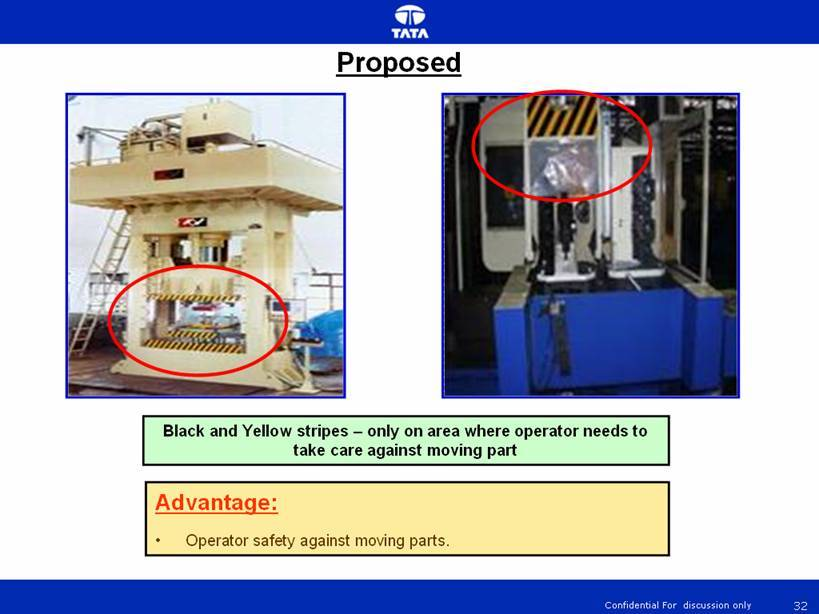 TATA
Proposed
Black and Yellow stripes – only on area where operator needs to
take care against moving part
Advantage:
• Operator safety against moving parts.
Confidential For discussion only
32